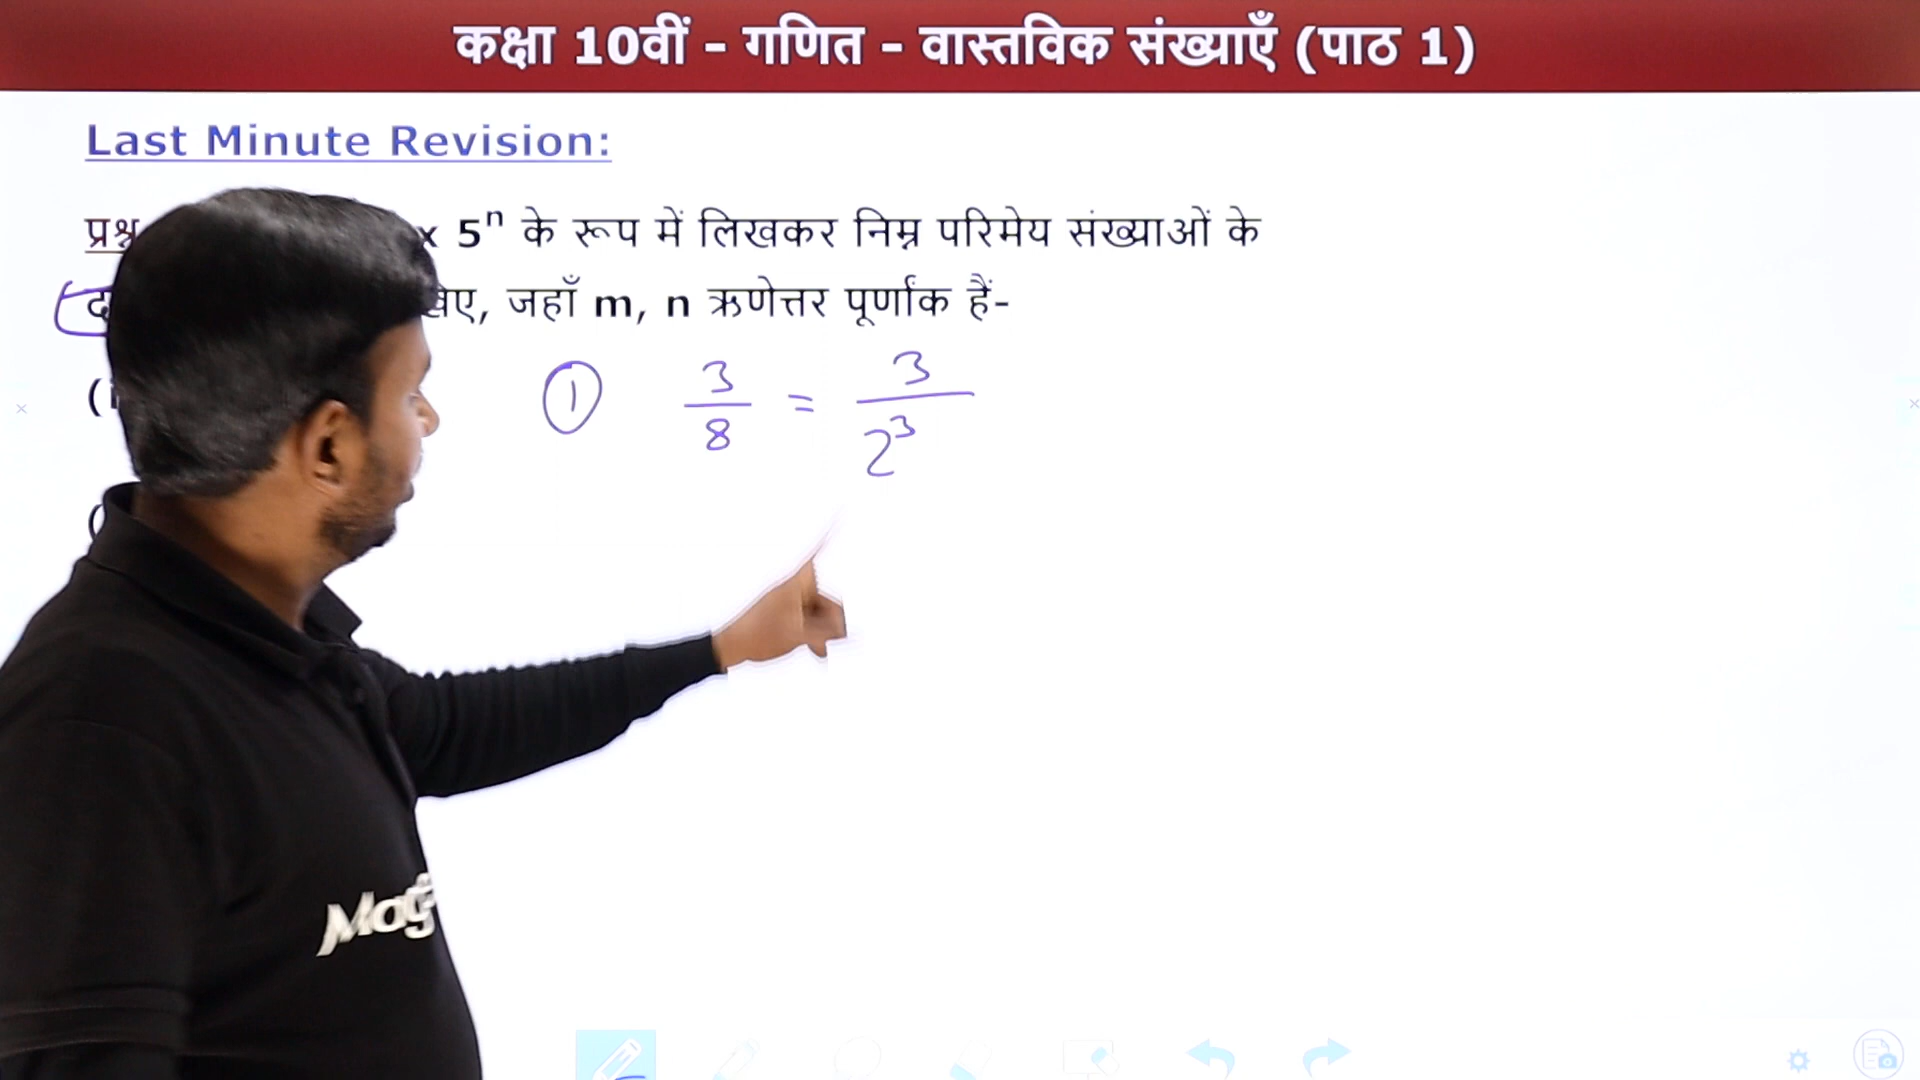 कक्षा 10वीं - गणित - वास्तविक संख्याएँ (पाठ 1)
Last Minute Revision:
प्रश्न x 5ⁿ के रूप में लिखकर निम्न परिमेय संख्याओं के
जहाँ m, n ऋणेत्तर पूर्णांक हैं-
① 3/8 = 3/2³